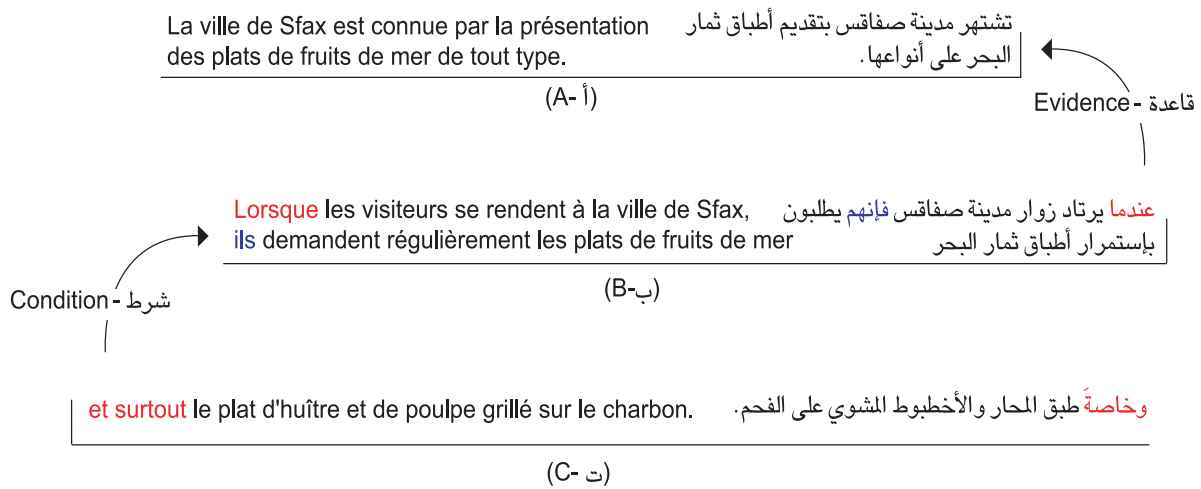 La ville de Sfax est connue par la présentation
des plats de fruits de mer de tout type.
تشتهر مدينة صفاقس بتقديم أطباق ثمار
البحر على أنواعها.
(A- أ)
Evidence - قاعدة
Lorsque les visiteurs se rendent à la ville de Sfax,
ils demandent régulièrement les plats de fruits de mer
عندما يرتاد زوار مدينة صفاقس فإنهم يطلبون
بإستمرار أطباق ثمار البحر
(B-ب)
Condition - شرط
et surtout le plat d'huître et de poulpe grillé sur le charbon.
وخاصةَ طبق المحار والأخطبوط المشوي على الفحم.
(C- ت)